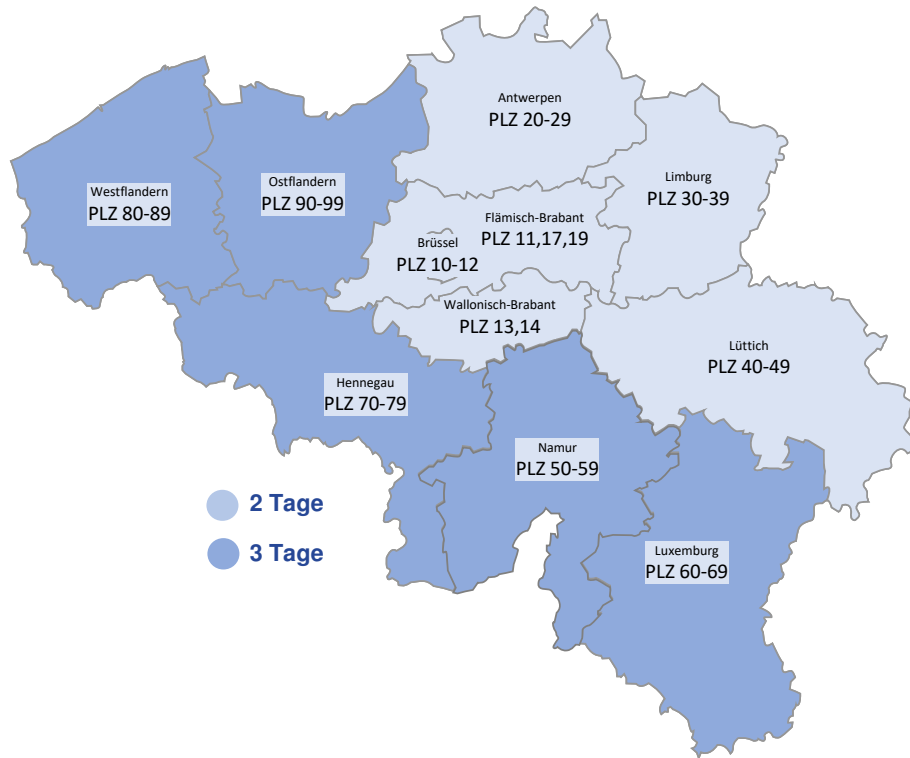 Antwerpen
PLZ 20-29
Limburg
PLZ 30-39
Westflandern
PLZ 80-89
Ostflandern
PLZ 90-99
Flämisch-Brabant
PLZ 11,17,19
Brüssel
PLZ 10-12
Wallonisch-Brabant
PLZ 13,14
Lüttich
PLZ 40-49
Hennegau
PLZ 70-79
Namur
PLZ 50-59
2 Tage
3 Tage
Luxemburg
PLZ 60-69